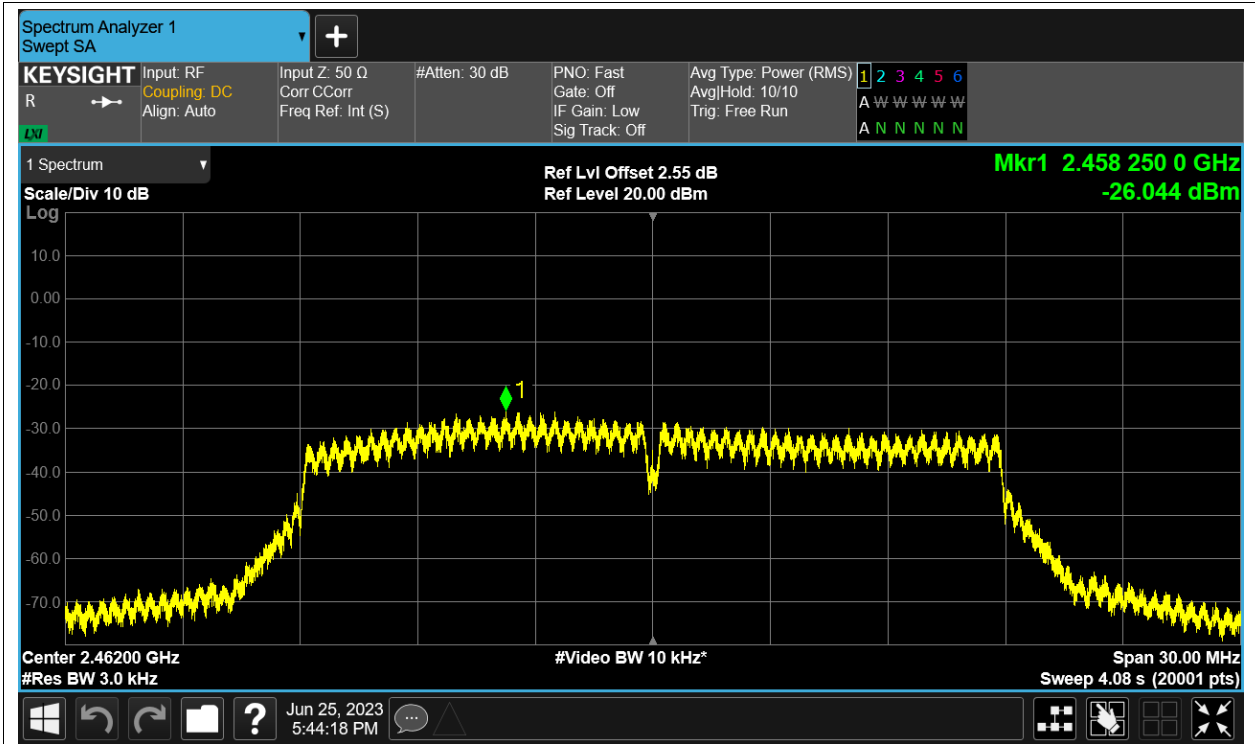 Spectrum Analyzer 1
Swept SA
KEYSIGHT Input: RF Input Z: 50 Ω #Atten: 30 dB PNO: Fast Avg Type: Power (RMS) 1 2 3 4 5 6
R Coupling: DC Corr CCorr Gate: Off Avg|Hold: 10/10 A W W W W W
Align: Auto Freq Ref: Int (S) IF Gain: Low Trig: Free Run
LXI Sig Track: Off A N N N N N
1 Spectrum
Ref Lvl Offset 2.55 dB Mkr1 2.458 250 0 GHz
Scale/Div 10 dB Ref Level 20.00 dBm -26.044 dBm
Log
10.0
0.00
-10.0
-20.0
1
-30.0
-40.0
-50.0
-60.0
-70.0
Center 2.46200 GHz #Video BW 10 kHz* Span 30.00 MHz
#Res BW 3.0 kHz Sweep 4.08 s (20001 pts)
? Jun 25, 2023
5:44:18 PM